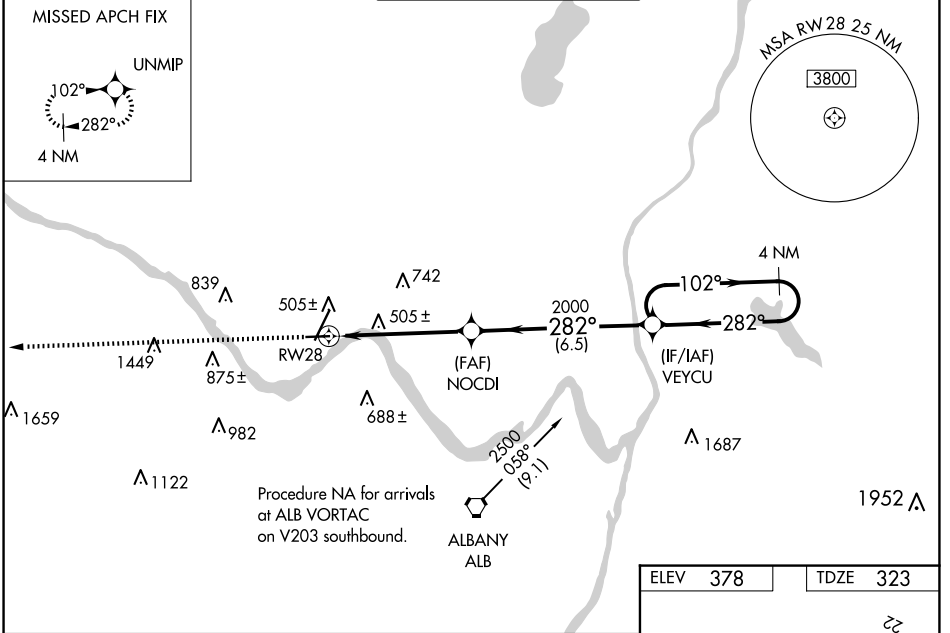 MISSED APCH FIX
UNMIP
102°
282°
4 NM
MSA RW28 25 NM
3800
4 NM
102°
282°
839
742
505±
505±
2000
282°
(6.5)
(IF/IAF)
VEYCU
(FAF)
NOCDI
RW28
1449
875±
1659
982
688±
1687
1122
2500
058°
(9.1)
Procedure NA for arrivals
at ALB VORTAC
on V203 southbound.
ALBANY
ALB
1952
ELEV 378
TDZE 323
22